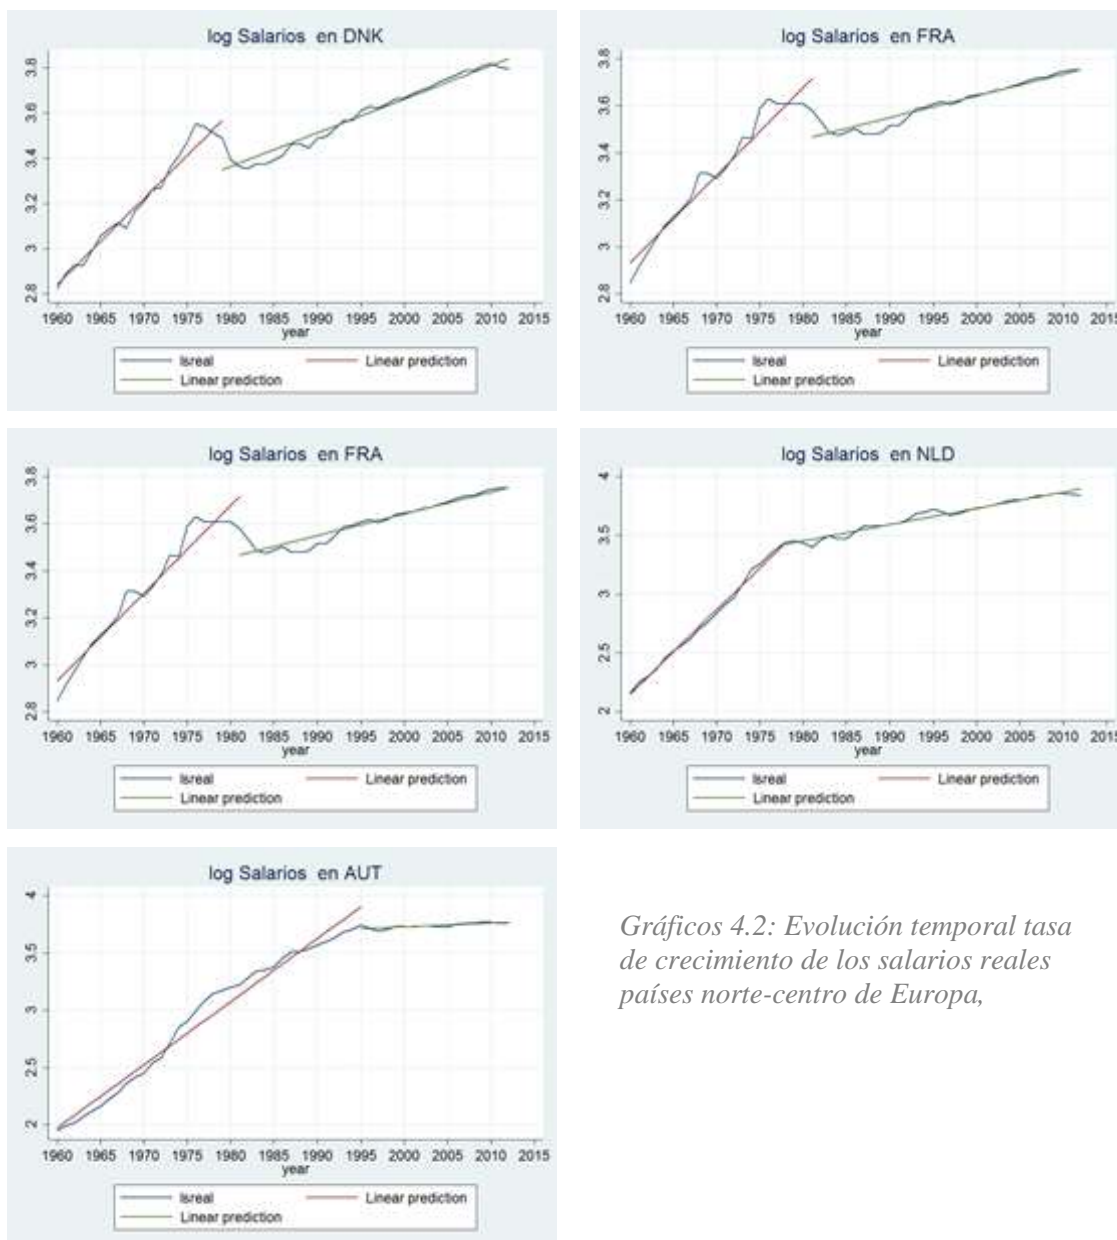 log Salarios en DNK
3.8
3.6
3.4
3.2
3
2.8
1960 1965 1970 1975 1980 1985 1990 1995 2000 2005 2010 2015
year
lsreal Linear prediction
Linear prediction
log Salarios en FRA
3.8
3.6
3.4
3.2
3
2.8
1960 1965 1970 1975 1980 1985 1990 1995 2000 2005 2010 2015
year
lsreal Linear prediction
Linear prediction
log Salarios en FRA
3.8
3.6
3.4
3.2
3
2.8
1960 1965 1970 1975 1980 1985 1990 1995 2000 2005 2010 2015
year
lsreal Linear prediction
Linear prediction
log Salarios en NLD
4
3.5
3
2.5
2
1960 1965 1970 1975 1980 1985 1990 1995 2000 2005 2010 2015
year
lsreal Linear prediction
Linear prediction
log Salarios en AUT
4
3.5
3
2.5
2
1960 1965 1970 1975 1980 1985 1990 1995 2000 2005 2010 2015
year
lsreal Linear prediction
Linear prediction
Gráficos 4.2: Evolución temporal tasa
de crecimiento de los salarios reales
países norte-centro de Europa,